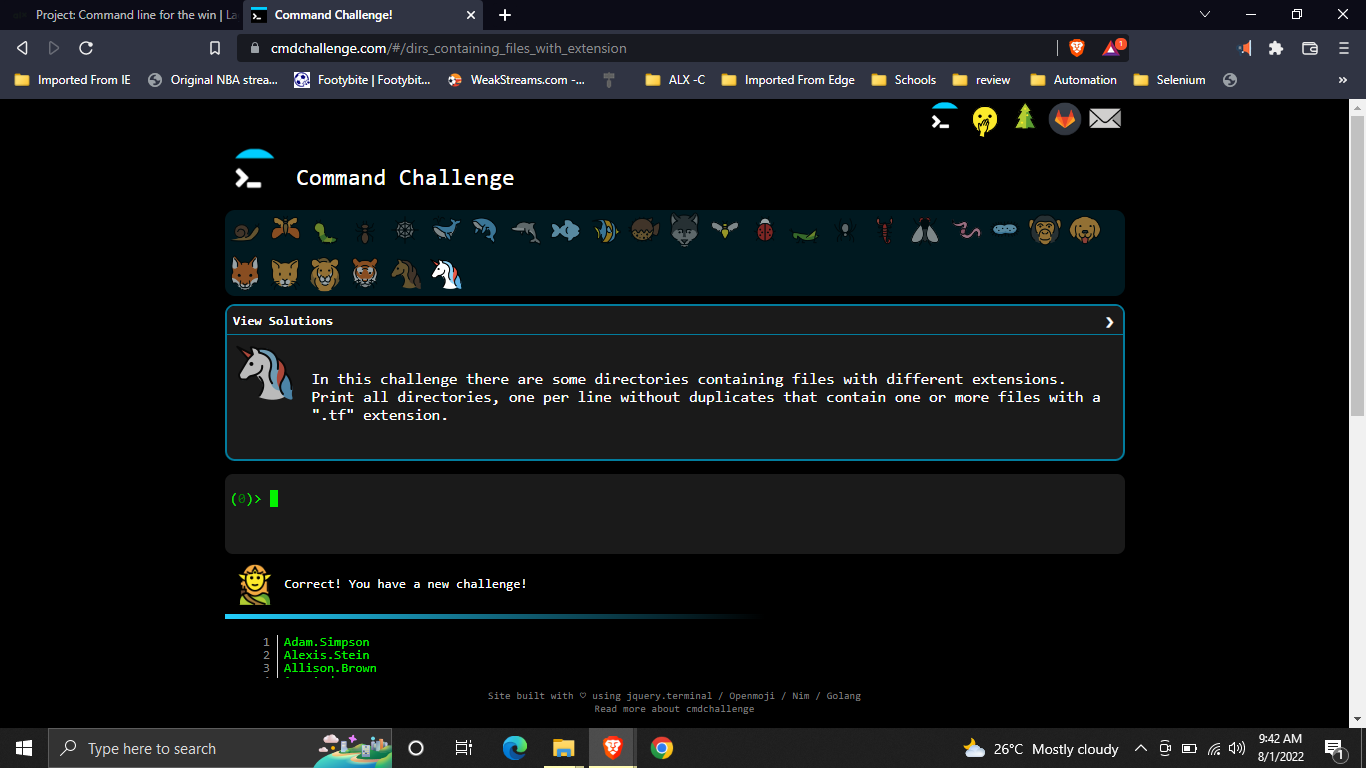 Project: Command line for the win | La
Command Challenge!
cmdchallenge.com/#/dirs_containing_files_with_extension
1
Imported From IE
Original NBA strea...
Footybite | Footybit...
WeakStreams.com -...
ALX -C
Imported From Edge
Schools
review
Automation
Selenium
»
Command Challenge
View Solutions
In this challenge there are some directories containing files with different extensions.
Print all directories, one per line without duplicates that contain one or more files with a
".tf" extension.
(0)>
Correct! You have a new challenge!
1 Adam.Simpson
2 Alexis.Stein
3 Allison.Brown
Site built with ♡ using jquery.terminal / Openmoji / Nim / Golang
Read more about cmdchallenge
Type here to search
26°C Mostly cloudy
9:42 AM
8/1/2022
1